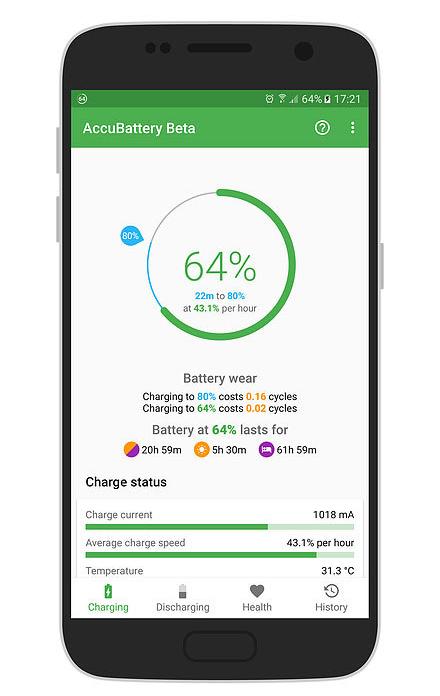 64 64% 17:21
AccuBattery Beta
80%
64%
22m to 80%
at 43.1% per hour
Battery wear
Charging to 80% costs 0.16 cycles
Charging to 64% costs 0.02 cycles
Battery at 64% lasts for
20h 59m 5h 30m 61h 59m
Charge status
Charge current 1018 mA
Average charge speed 43.1% per hour
Temperature 31,3 °C
Charging Discharging Health History